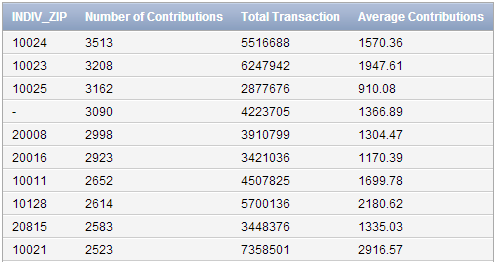 INDIV_ZIP Number of Contributions Total Transaction Average Contributions
10024 3513 5516688 1570.36
10023 3208 6247942 1947.61
10025 3162 2877676 910.08
- 3090 4223705 1366.89
20008 2998 3910799 1304.47
20016 2923 3421036 1170.39
10011 2652 4507825 1699.78
10128 2614 5700136 2180.62
20815 2583 3448376 1335.03
10021 2523 7358501 2916.57